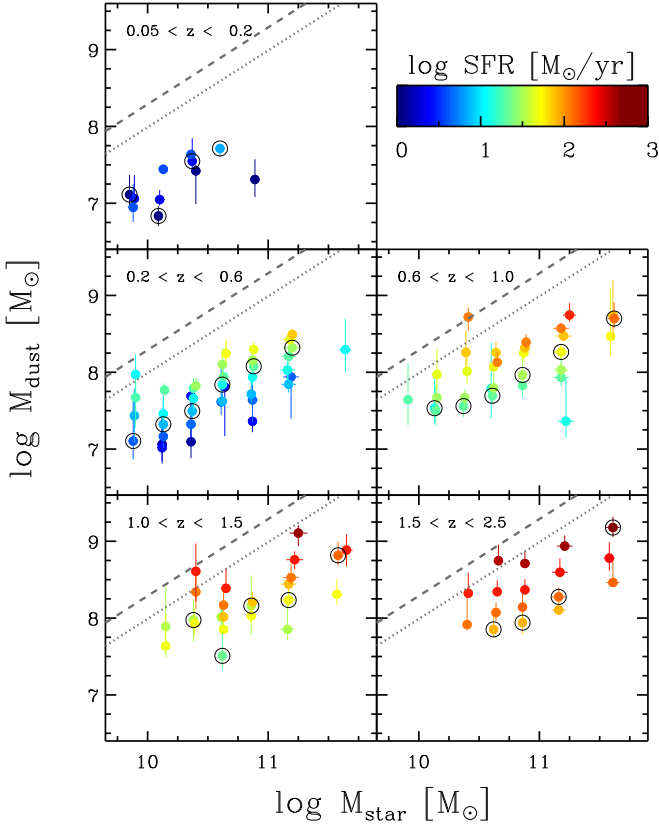 0.05 < z < 0.2
log SFR [M⊙/yr]
0 1 2 3
9
8
7
log M_dust [M⊙]
0.2 < z < 0.6
0.6 < z < 1.0
9
8
7
1.0 < z < 1.5
1.5 < z < 2.5
9
8
7
10 11 10 11
log M_star [M⊙]